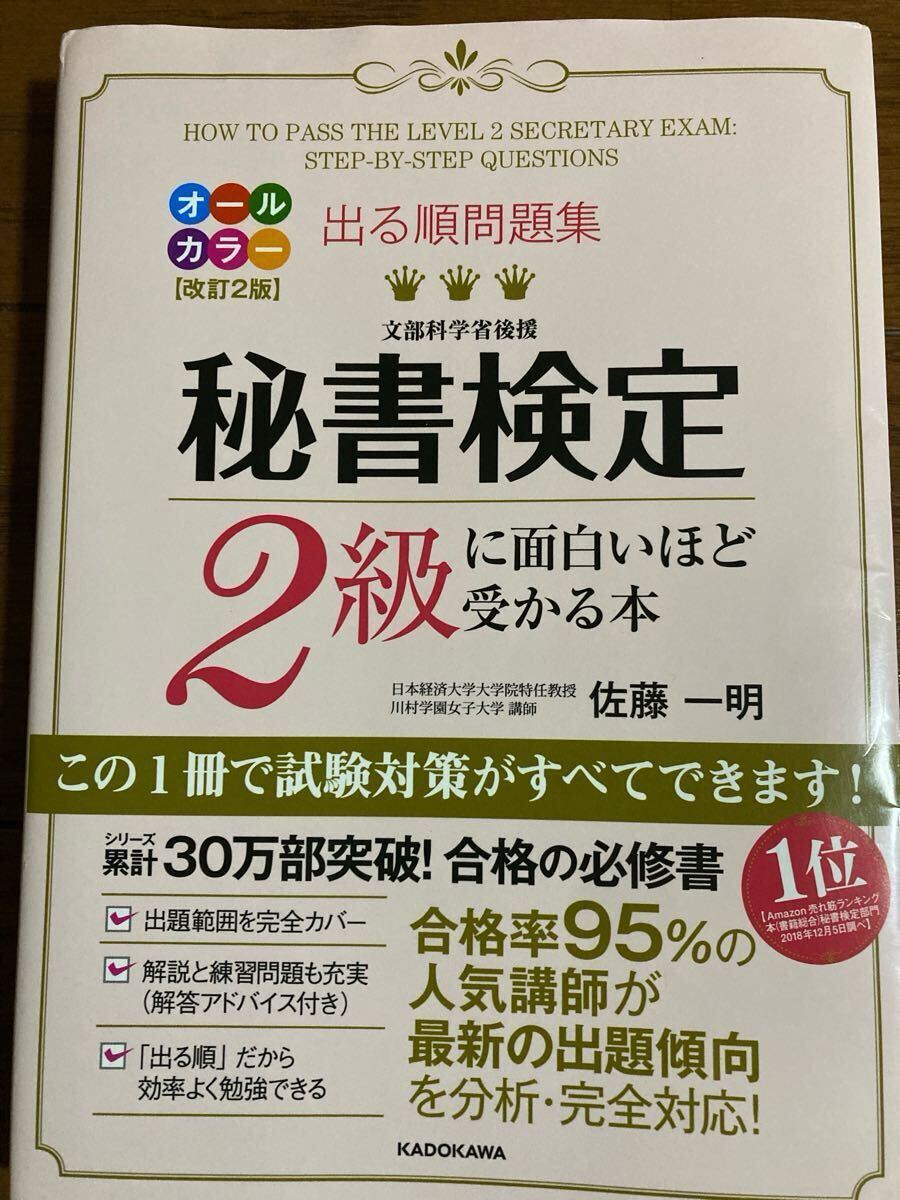 HOW TO PASS THE LEVEL 2 SECRETARY EXAM:
STEP-BY-STEP QUESTIONS
オール
カラー
【改訂2版】
出る順問題集
文部科学省後援
秘書検定
2級に面白いほど
受かる本
日本経済大学大学院特任教授
川村学園女子大学 講師
佐藤 一明
この1冊で試験対策がすべてできます!
シリーズ
累計30万部突破!合格の必修書
1位
【Amazon売れ筋ランキング
本(書籍総合)秘書検定部門
2018年12月5日調べ】
出題範囲を完全カバー
解説と練習問題も充実
(解答アドバイス付き)
「出る順」だから
効率よく勉強できる
合格率95%の
人気講師が
最新の出題傾向
を分析・完全対応!
KADOKAWA